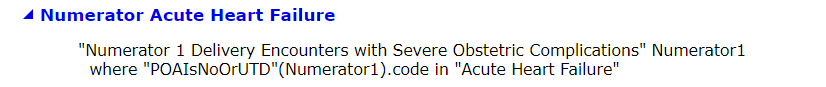 Numerator Acute Heart Failure
"Numerator 1 Delivery Encounters with Severe Obstetric Complications" Numerator1
where "POAIsNoOrUTD"(Numerator1).code in "Acute Heart Failure"